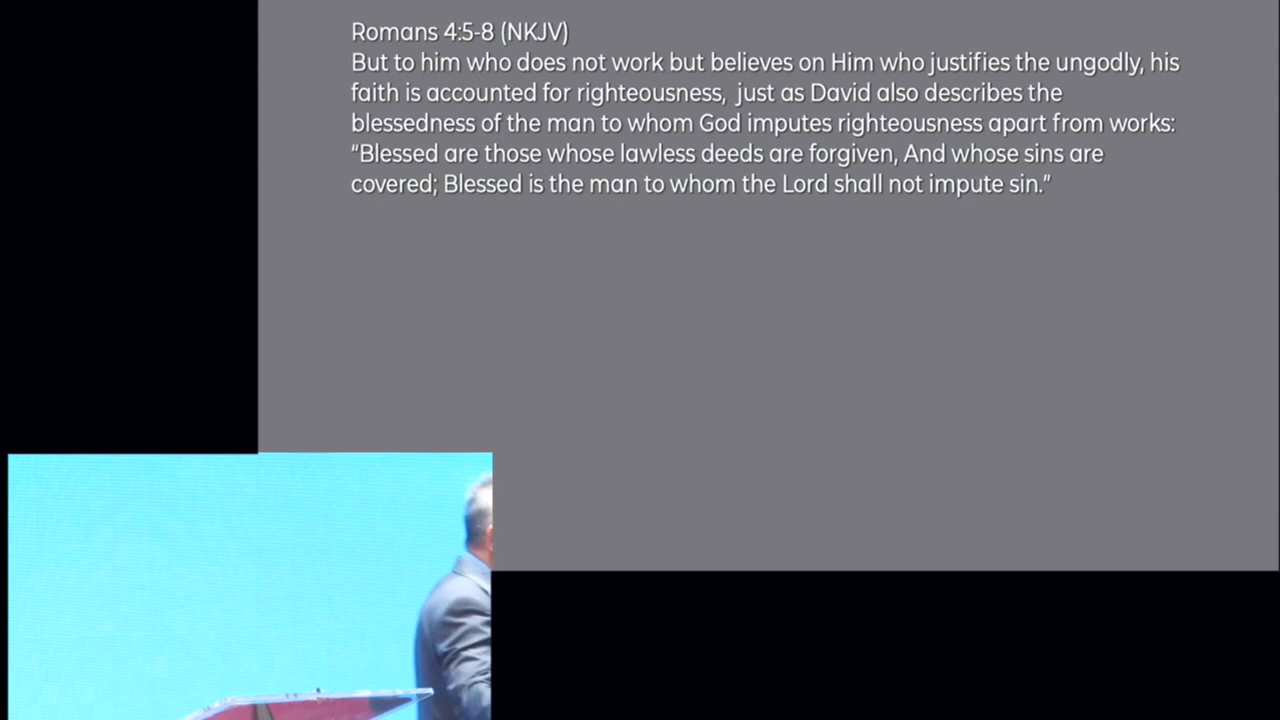 Romans 4:5-8 (NKJV)
But to him who does not work but believes on Him who justifies the ungodly, his
faith is accounted for righteousness,  just as David also describes the
blessedness of the man to whom God imputes righteousness apart from works:
“Blessed are those whose lawless deeds are forgiven, And whose sins are
covered; Blessed is the man to whom the Lord shall not impute sin.”